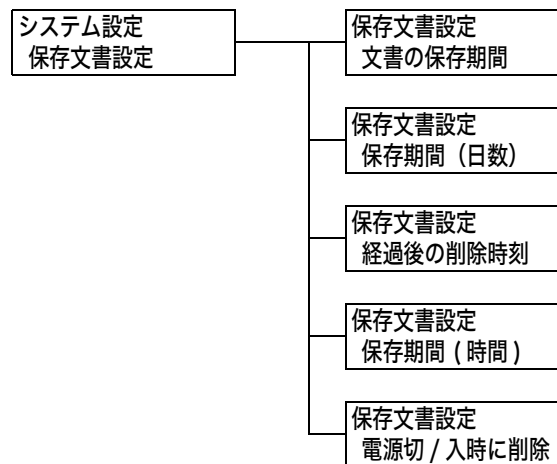 システム設定
保存文書設定
保存文書設定
文書の保存期間
保存文書設定
保存期間（日数）
保存文書設定
経過後の削除時刻
保存文書設定
保存期間 ( 時間 )
保存文書設定
電源切 / 入時に削除